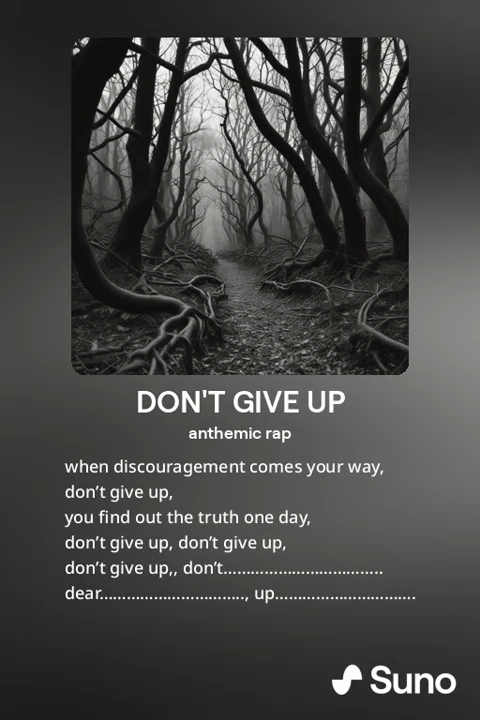 DON'T GIVE UP
anthemic rap
when discouragement comes your way,
don’t give up,
you find out the truth one day,
don’t give up, don’t give up,
don’t give up,, don’t....................................
dear................................., up................................
Suno